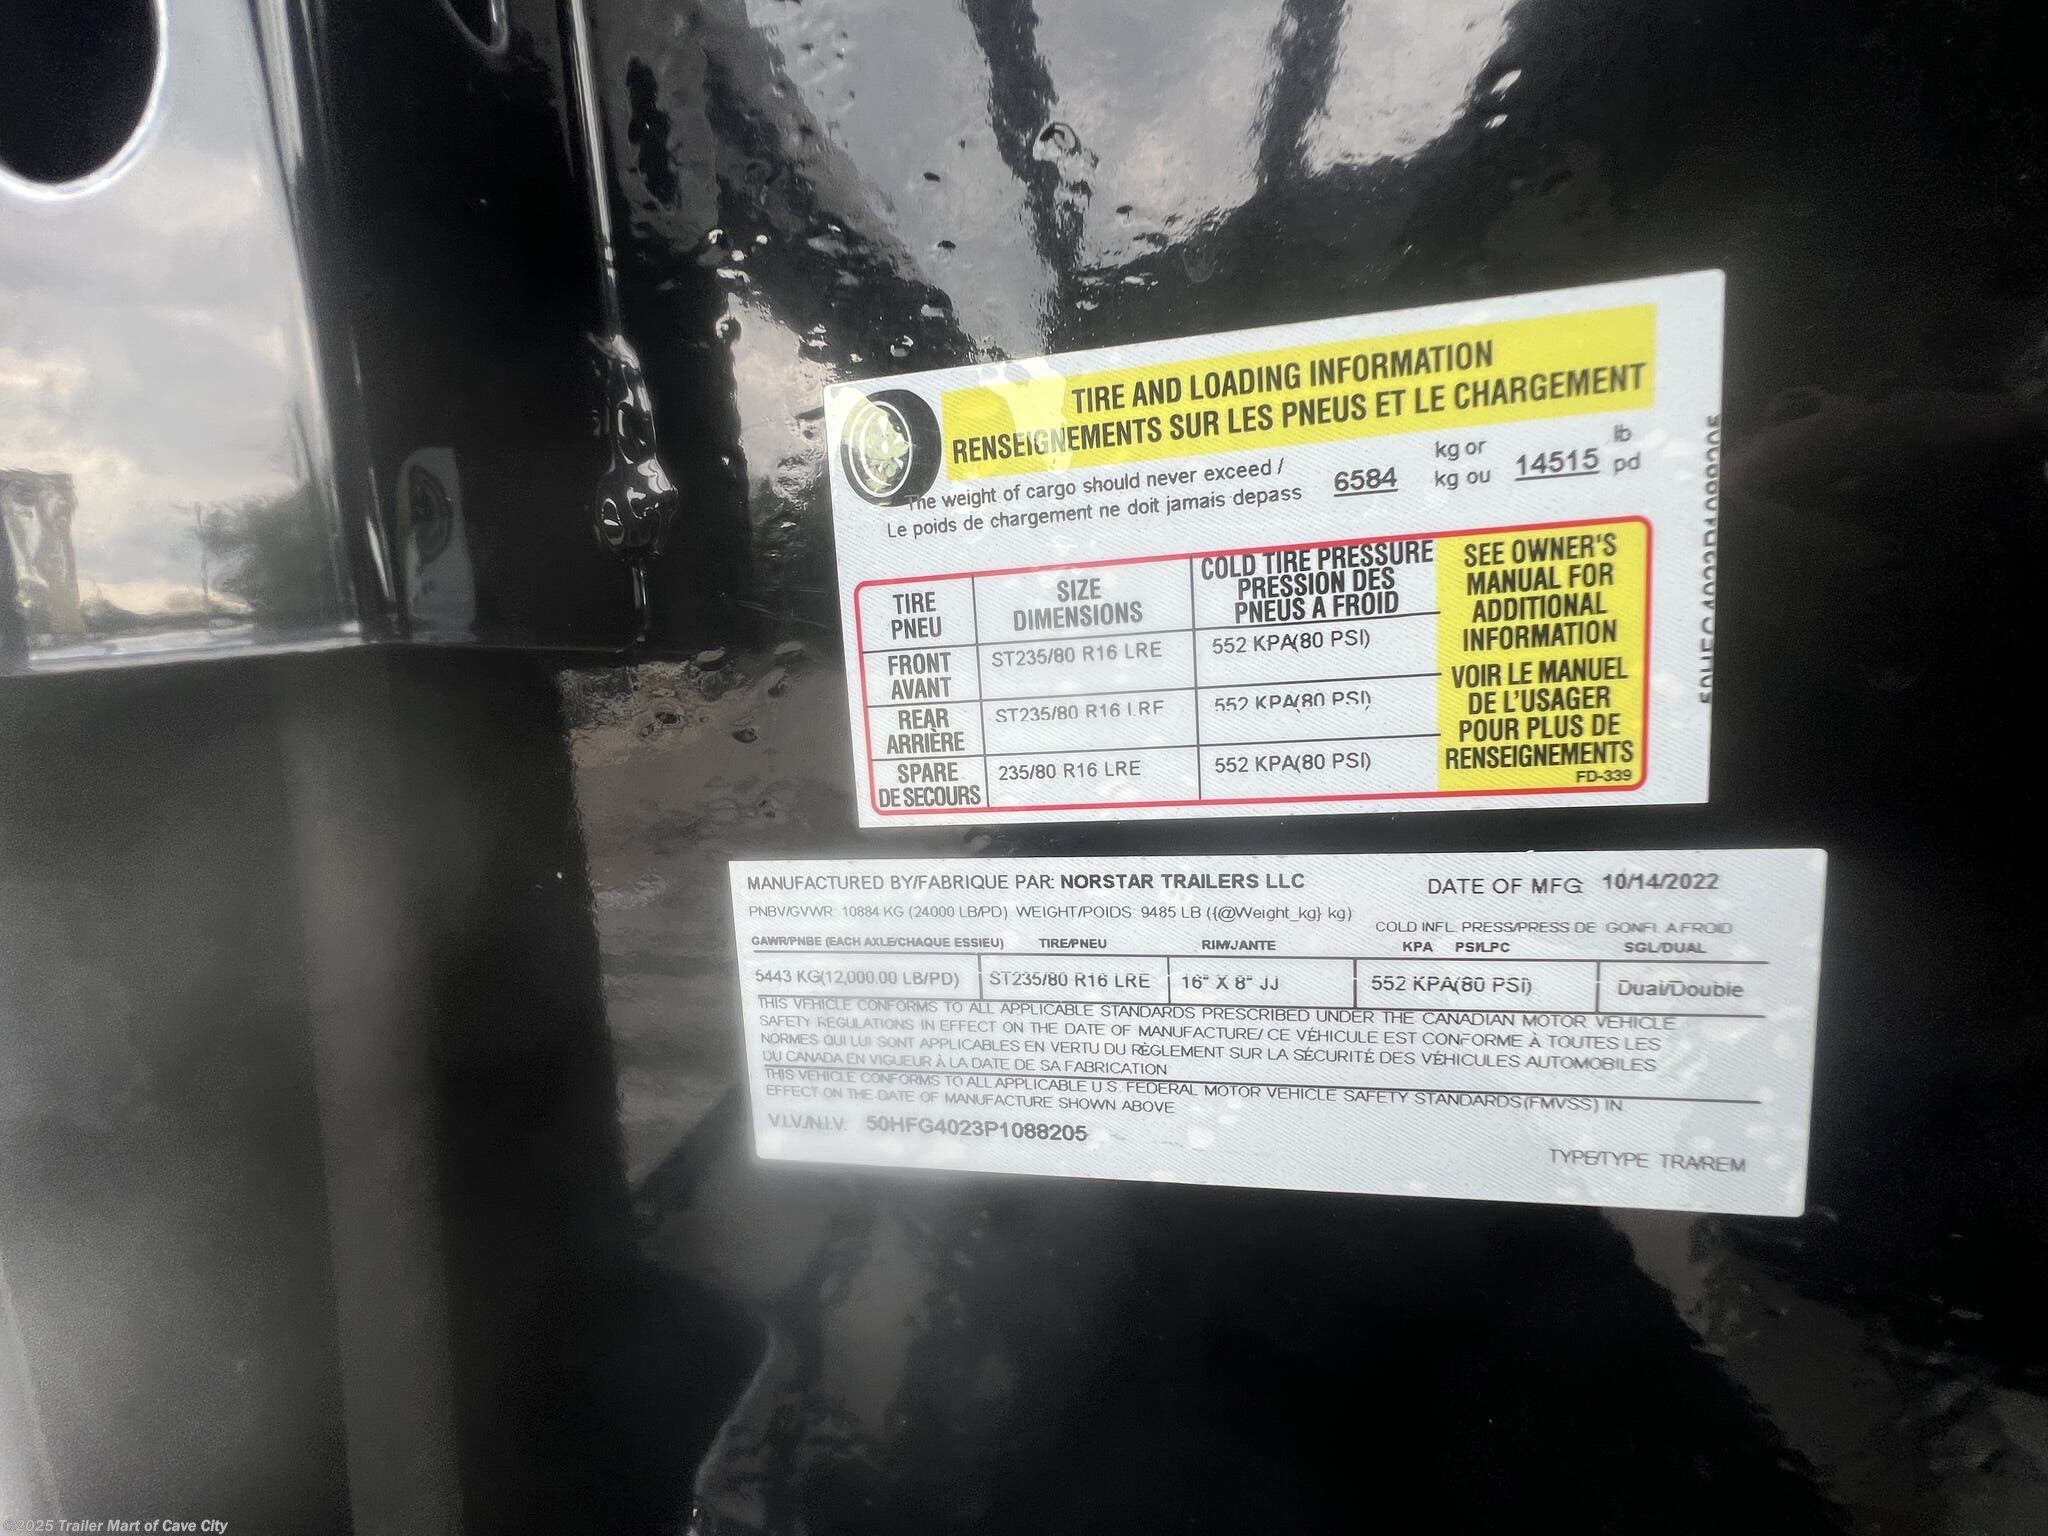 TIRE AND LOADING INFORMATION
RENSEIGNEMENTS SUR LES PNEUS ET LE CHARGEMENT
The weight of cargo should never exceed / 6584 kg or 14515 lb
Le poids de chargement ne doit jamais depass kg ou pd
TIRE PNEU
SIZE DIMENSIONS
COLD TIRE PRESSURE
PRESSION DES
PNEUS A FROID
FRONT AVANT ST235/80 R16 LRE 552 KPA(80 PSI)
REAR ARRIÈRE ST235/80 R16 LRE 552 KPA(80 PSI)
SPARE DE SECOURS 235/80 R16 LRE 552 KPA(80 PSI)
SEE OWNER'S
MANUAL FOR
ADDITIONAL
INFORMATION
VOIR LE MANUEL
DE L'USAGER
POUR PLUS DE
RENSEIGNEMENTS
FD-339
MANUFACTURED BY/FABRIQUE PAR: NORSTAR TRAILERS LLC DATE OF MFG: 10/14/2022
PNBV/GVWR: 10884 KG (24000 LB/PD) WEIGHT/POIDS: 9485 LB ({@Weight_kg} kg)
COLD INFL. PRESS/PRESS DE GONFL A FROID
GAWR/PNBE (EACH AXLE/CHAQUE ESSIEU) TIRE/PNEU RIM/JANTE KPA PSI/LPC SGL/DUAL
5443 KG(12,000.00 LB/PD) ST235/80 R16 LRE 16" X 8" JJ 552 KPA(80 PSI) Dual/Double
THIS VEHICLE CONFORMS TO ALL APPLICABLE STANDARDS PRESCRIBED UNDER THE CANADIAN MOTOR VEHICLE
SAFETY REGULATIONS IN EFFECT ON THE DATE OF MANUFACTURE/ CE VÉHICULE EST CONFORME À TOUTES LES
NORMES QUI LUI SONT APPLICABLES EN VERTU DU RÈGLEMENT SUR LA SÉCURITÉ DES VÉHICULES AUTOMOBILES
DU CANADA EN VIGUEUR À LA DATE DE SA FABRICATION
THIS VEHICLE CONFORMS TO ALL APPLICABLE U.S. FEDERAL MOTOR VEHICLE SAFETY STANDARDS (FMVSS) IN
EFFECT ON THE DATE OF MANUFACTURE SHOWN ABOVE
V.I.V./N.I.V. 50HFG4023P1088205
TYPE/TYPE TRA/REM
©2025 Trailer Mart of Cave City